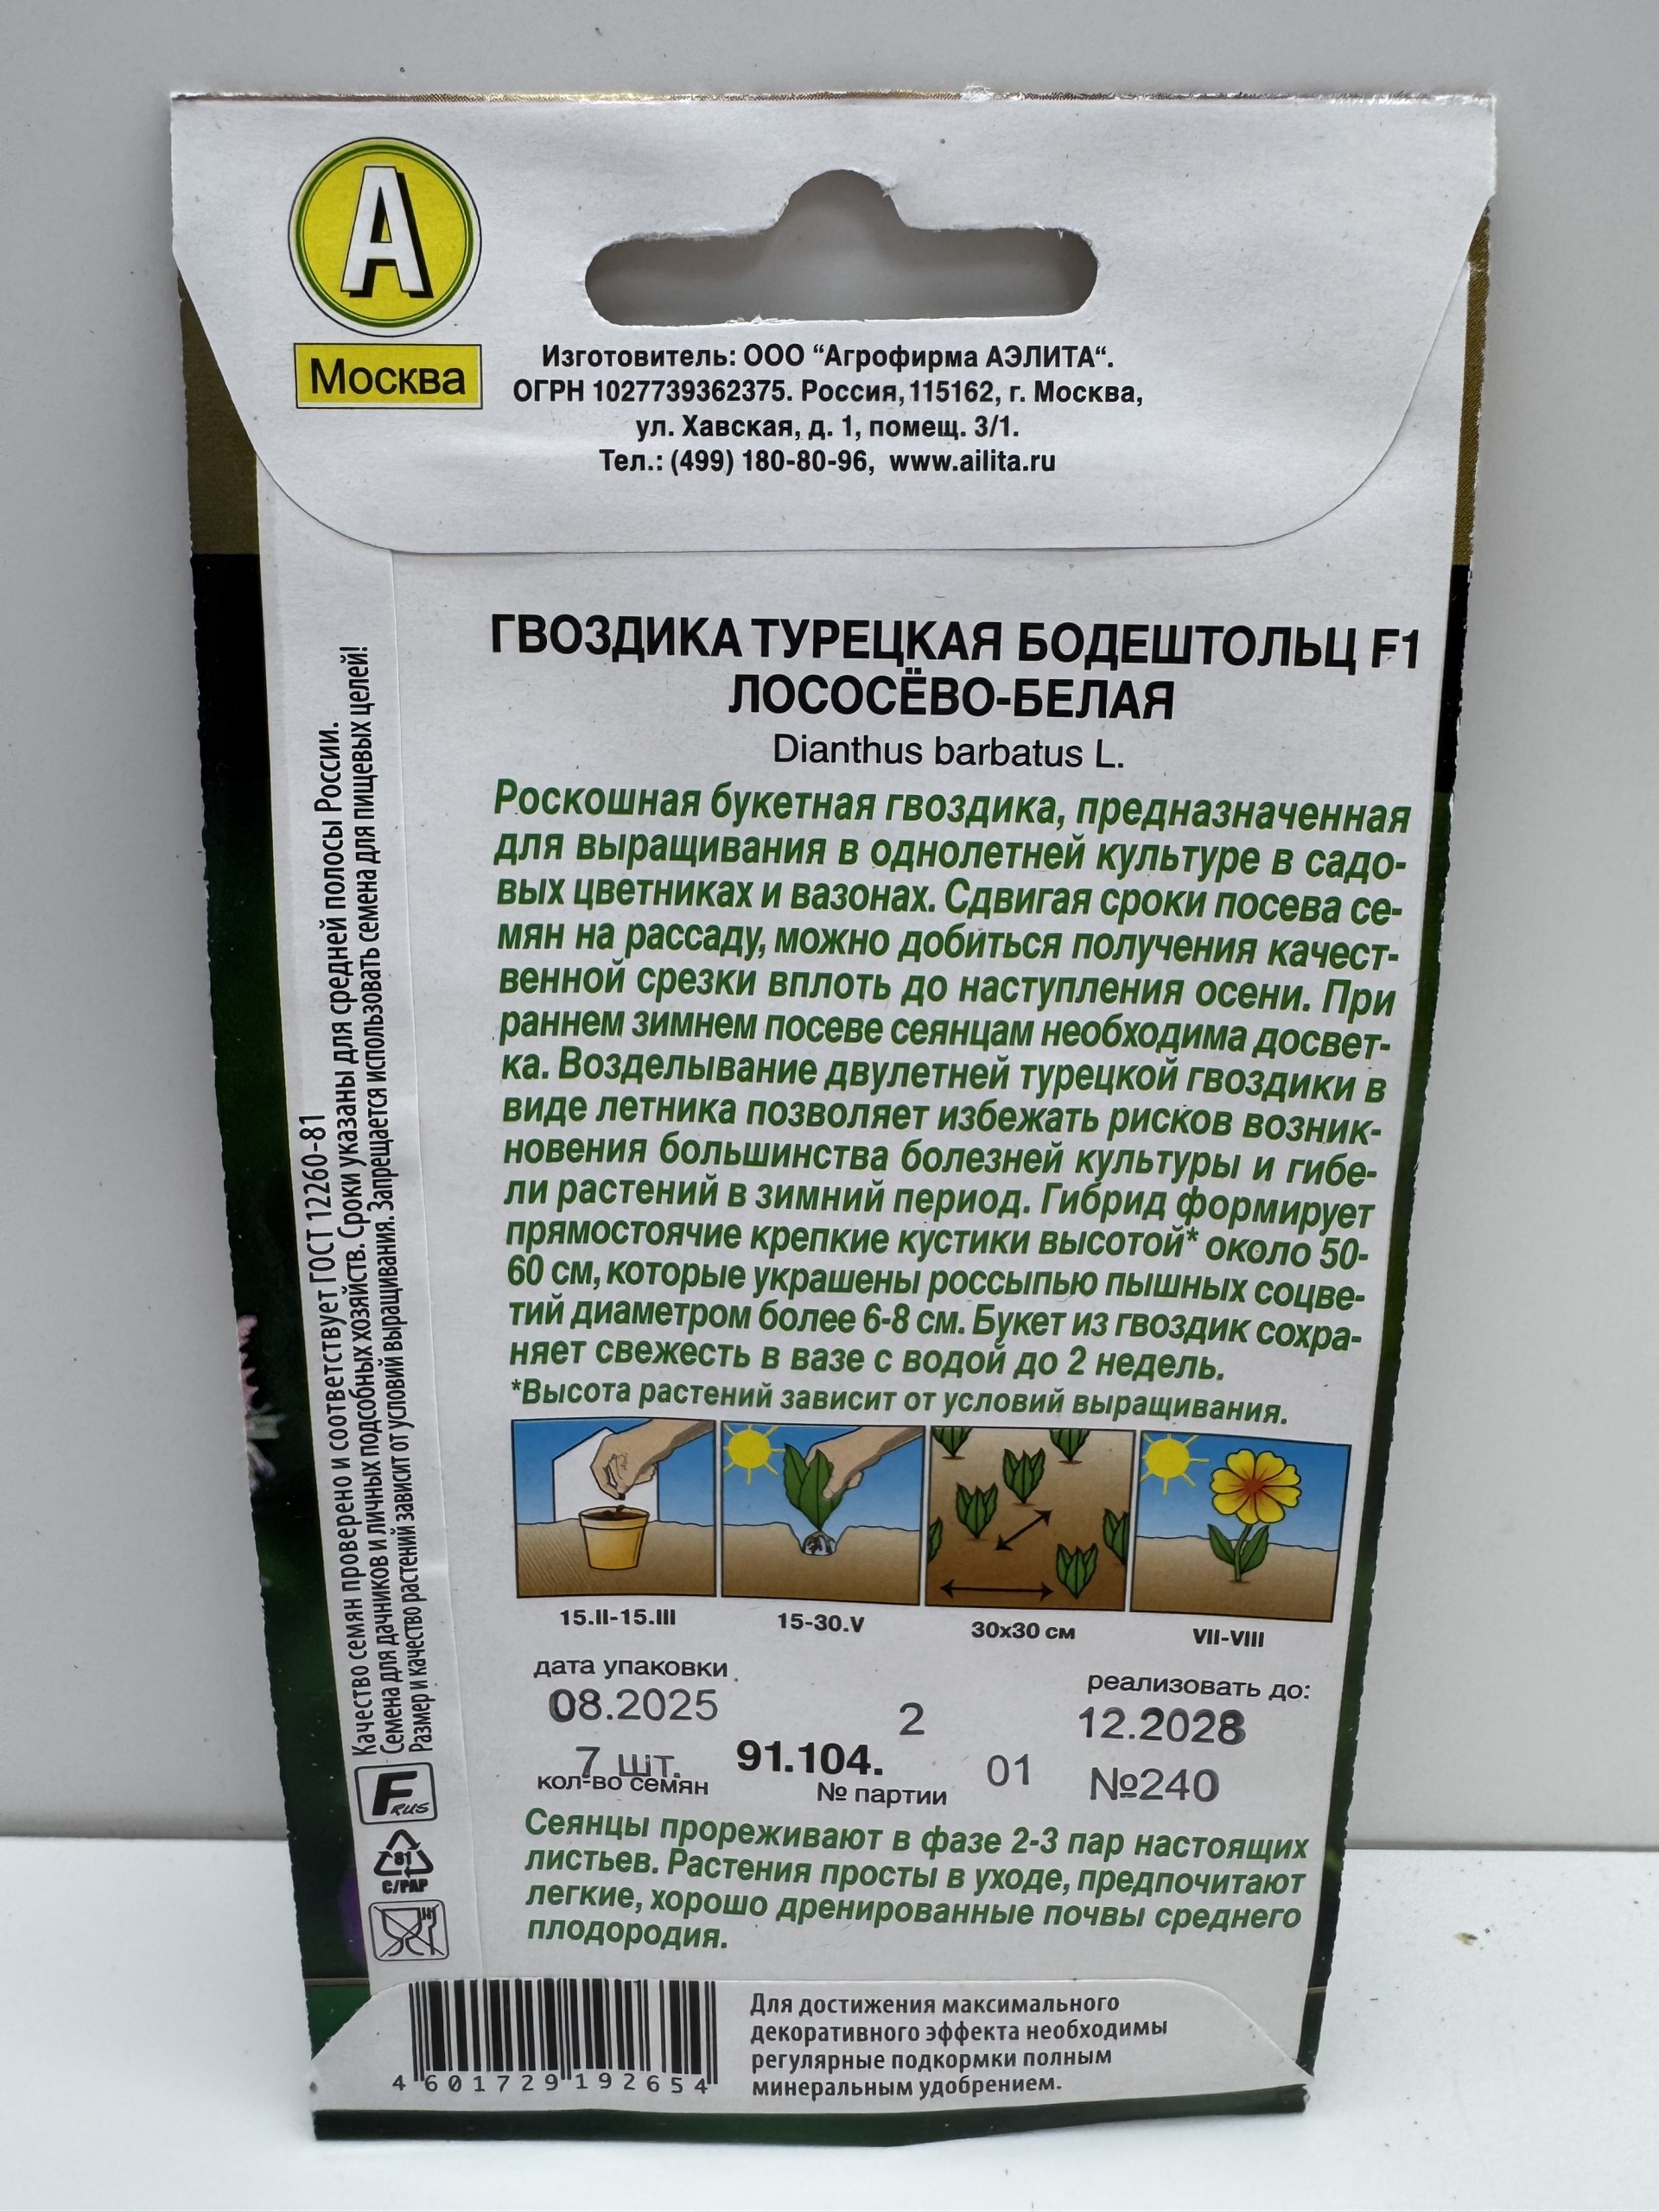 А
Москва
Изготовитель: ООО “Агрофирма АЭЛИТА“.
ОГРН 1027739362375. Россия, 115162, г. Москва,
ул. Хавская, д. 1, помещ. 3/1.
Тел.: (499) 180-80-96, www.ailita.ru
ГВОЗДИКА ТУРЕЦКАЯ БОДЕШТОЛЬЦ F1
ЛОСОСЁВО-БЕЛАЯ
Dianthus barbatus L.
Роскошная букетная гвоздика, предназначенная
для выращивания в однолетней культуре в садо-
вых цветниках и вазонах. Сдвигая сроки посева се-
мян на рассаду, можно добиться получения качест-
венной срезки вплоть до наступления осени. При
раннем зимнем посеве сеянцам необходима досвет-
ка. Возделывание двулетней турецкой гвоздики в
виде летника позволяет избежать рисков возник-
новения большинства болезней культуры и гибе-
ли растений в зимний период. Гибрид формирует
прямостоячие крепкие кустики высотой* около 50-
60 см, которые украшены россыпью пышных соцве-
тий диаметром более 6-8 см. Букет из гвоздик сохра-
няет свежесть в вазе с водой до 2 недель.
*Высота растений зависит от условий выращивания.
15.II-15.III
15-30.V
30x30 см
VII-VIII
дата упаковки
реализовать до:
08.2025
2
12.2028
7 шт.
91.104.
01
№240
кол-во семян
№ партии
Сеянцы прореживают в фазе 2-3 пар настоящих
листьев. Растения просты в уходе, предпочитают
легкие, хорошо дренированные почвы среднего
плодородия.
Качество семян проверено и соответствует ГОСТ 12260-81
Семена для дачников и личных подсобных хозяйств. Сроки указаны для средней полосы России.
Размер и качество растений зависит от условий выращивания. Запрещается использовать семена для пищевых целей!
F RUS
81
C/PAP
4 601729 192654
Для достижения максимального
декоративного эффекта необходимы
регулярные подкормки полным
минеральным удобрением.